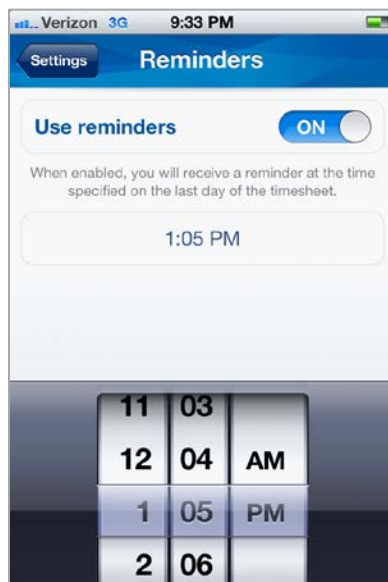 Verizon 3G 9:33 PM
Settings Reminders
Use reminders ON
When enabled, you will receive a reminder at the time
specified on the last day of the timesheet.
1:05 PM
11 03
12 04 AM
1 05 PM
2 06